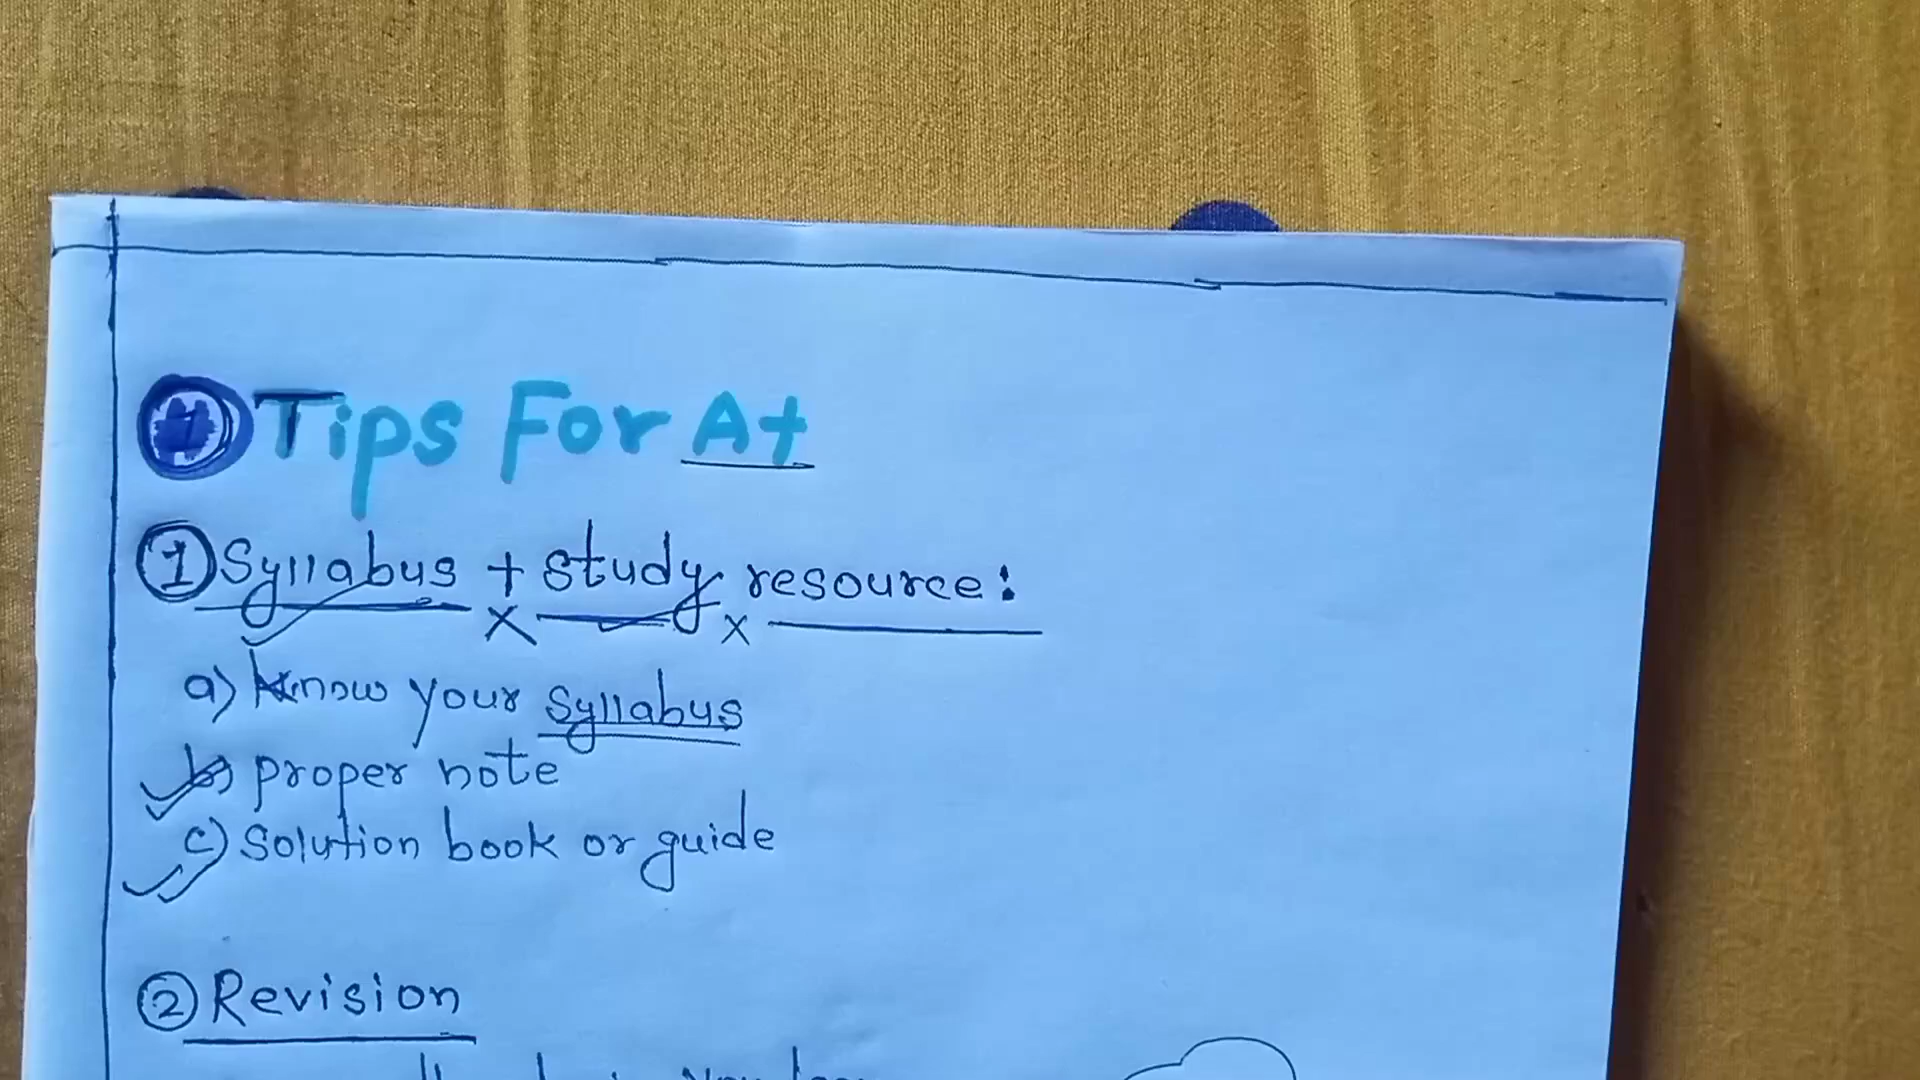 # Tips For A+
① Syllabus + study resource:
a) Know your syllabus
b) proper note
c) Solution book or guide
② Revision